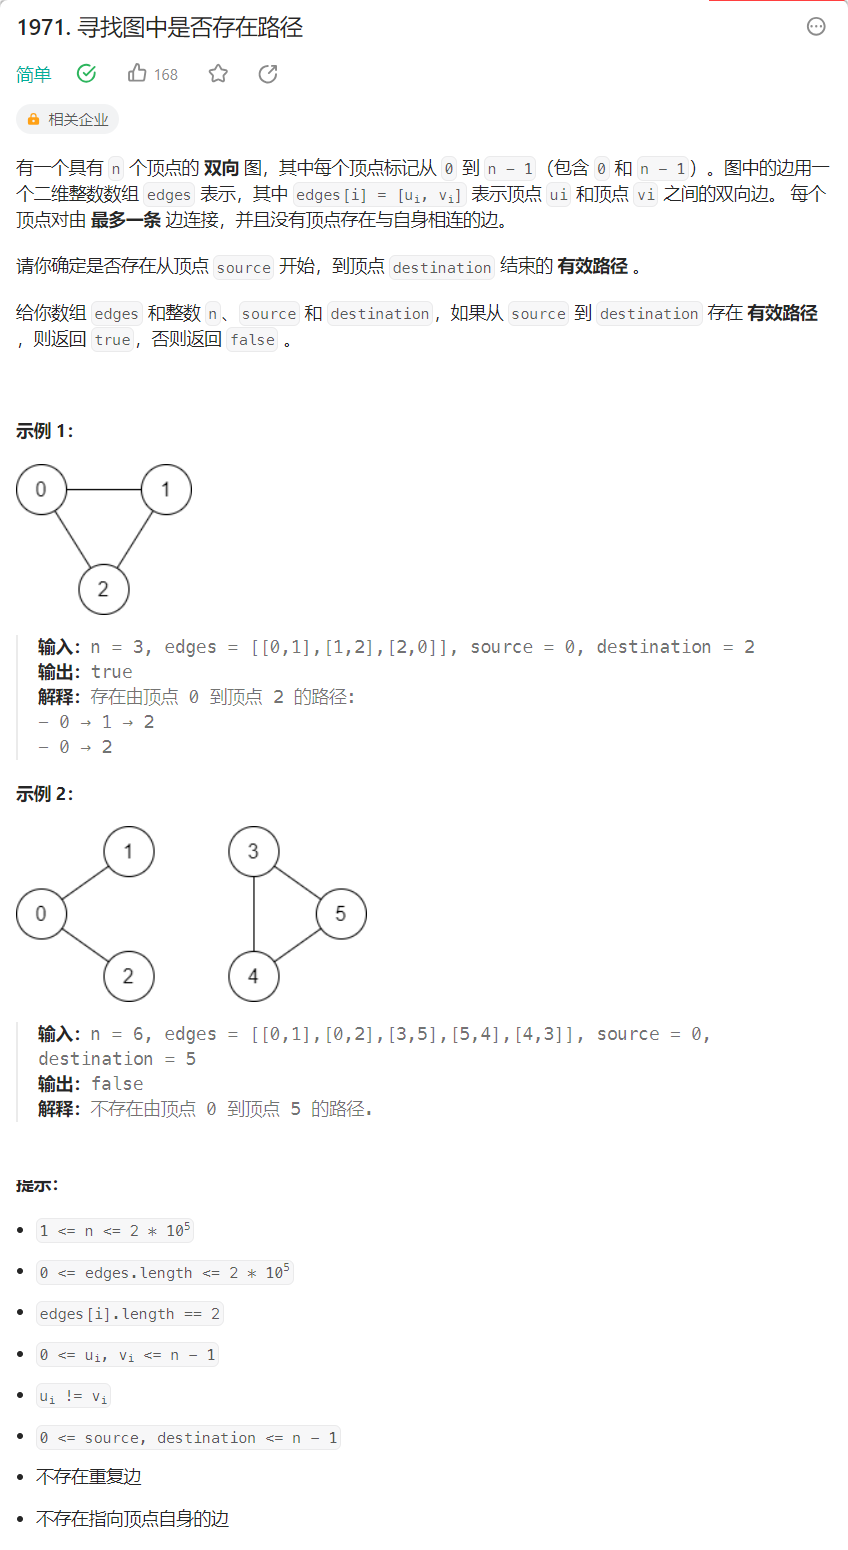 1971. 寻找图中是否存在路径
简单 168
相关企业
有一个具有 n 个顶点的 双向 图，其中每个顶点标记从 0 到 n - 1（包含 0 和 n - 1）。图中的边用一
个二维整数数组 edges 表示，其中 edges[i] = [uᵢ, vᵢ] 表示顶点 ui 和顶点 vi 之间的双向边。 每个
顶点对由 最多一条 边连接，并且没有顶点存在与自身相连的边。
请你确定是否存在从顶点 source 开始，到顶点 destination 结束的 有效路径 。
给你数组 edges 和整数 n、source 和 destination，如果从 source 到 destination 存在 有效路径
，则返回 true，否则返回 false 。
示例 1：
0 1
2
输入：n = 3, edges = [[0,1],[1,2],[2,0]], source = 0, destination = 2
输出：true
解释：存在由顶点 0 到顶点 2 的路径:
- 0 → 1 → 2
- 0 → 2
示例 2：
1 3
0 5
2 4
输入：n = 6, edges = [[0,1],[0,2],[3,5],[5,4],[4,3]], source = 0,
destination = 5
输出：false
解释：不存在由顶点 0 到顶点 5 的路径.
提示：
• 1 <= n <= 2 * 10⁵
• 0 <= edges.length <= 2 * 10⁵
• edges[i].length == 2
• 0 <= uᵢ, vᵢ <= n - 1
• uᵢ != vᵢ
• 0 <= source, destination <= n - 1
• 不存在重复边
• 不存在指向顶点自身的边